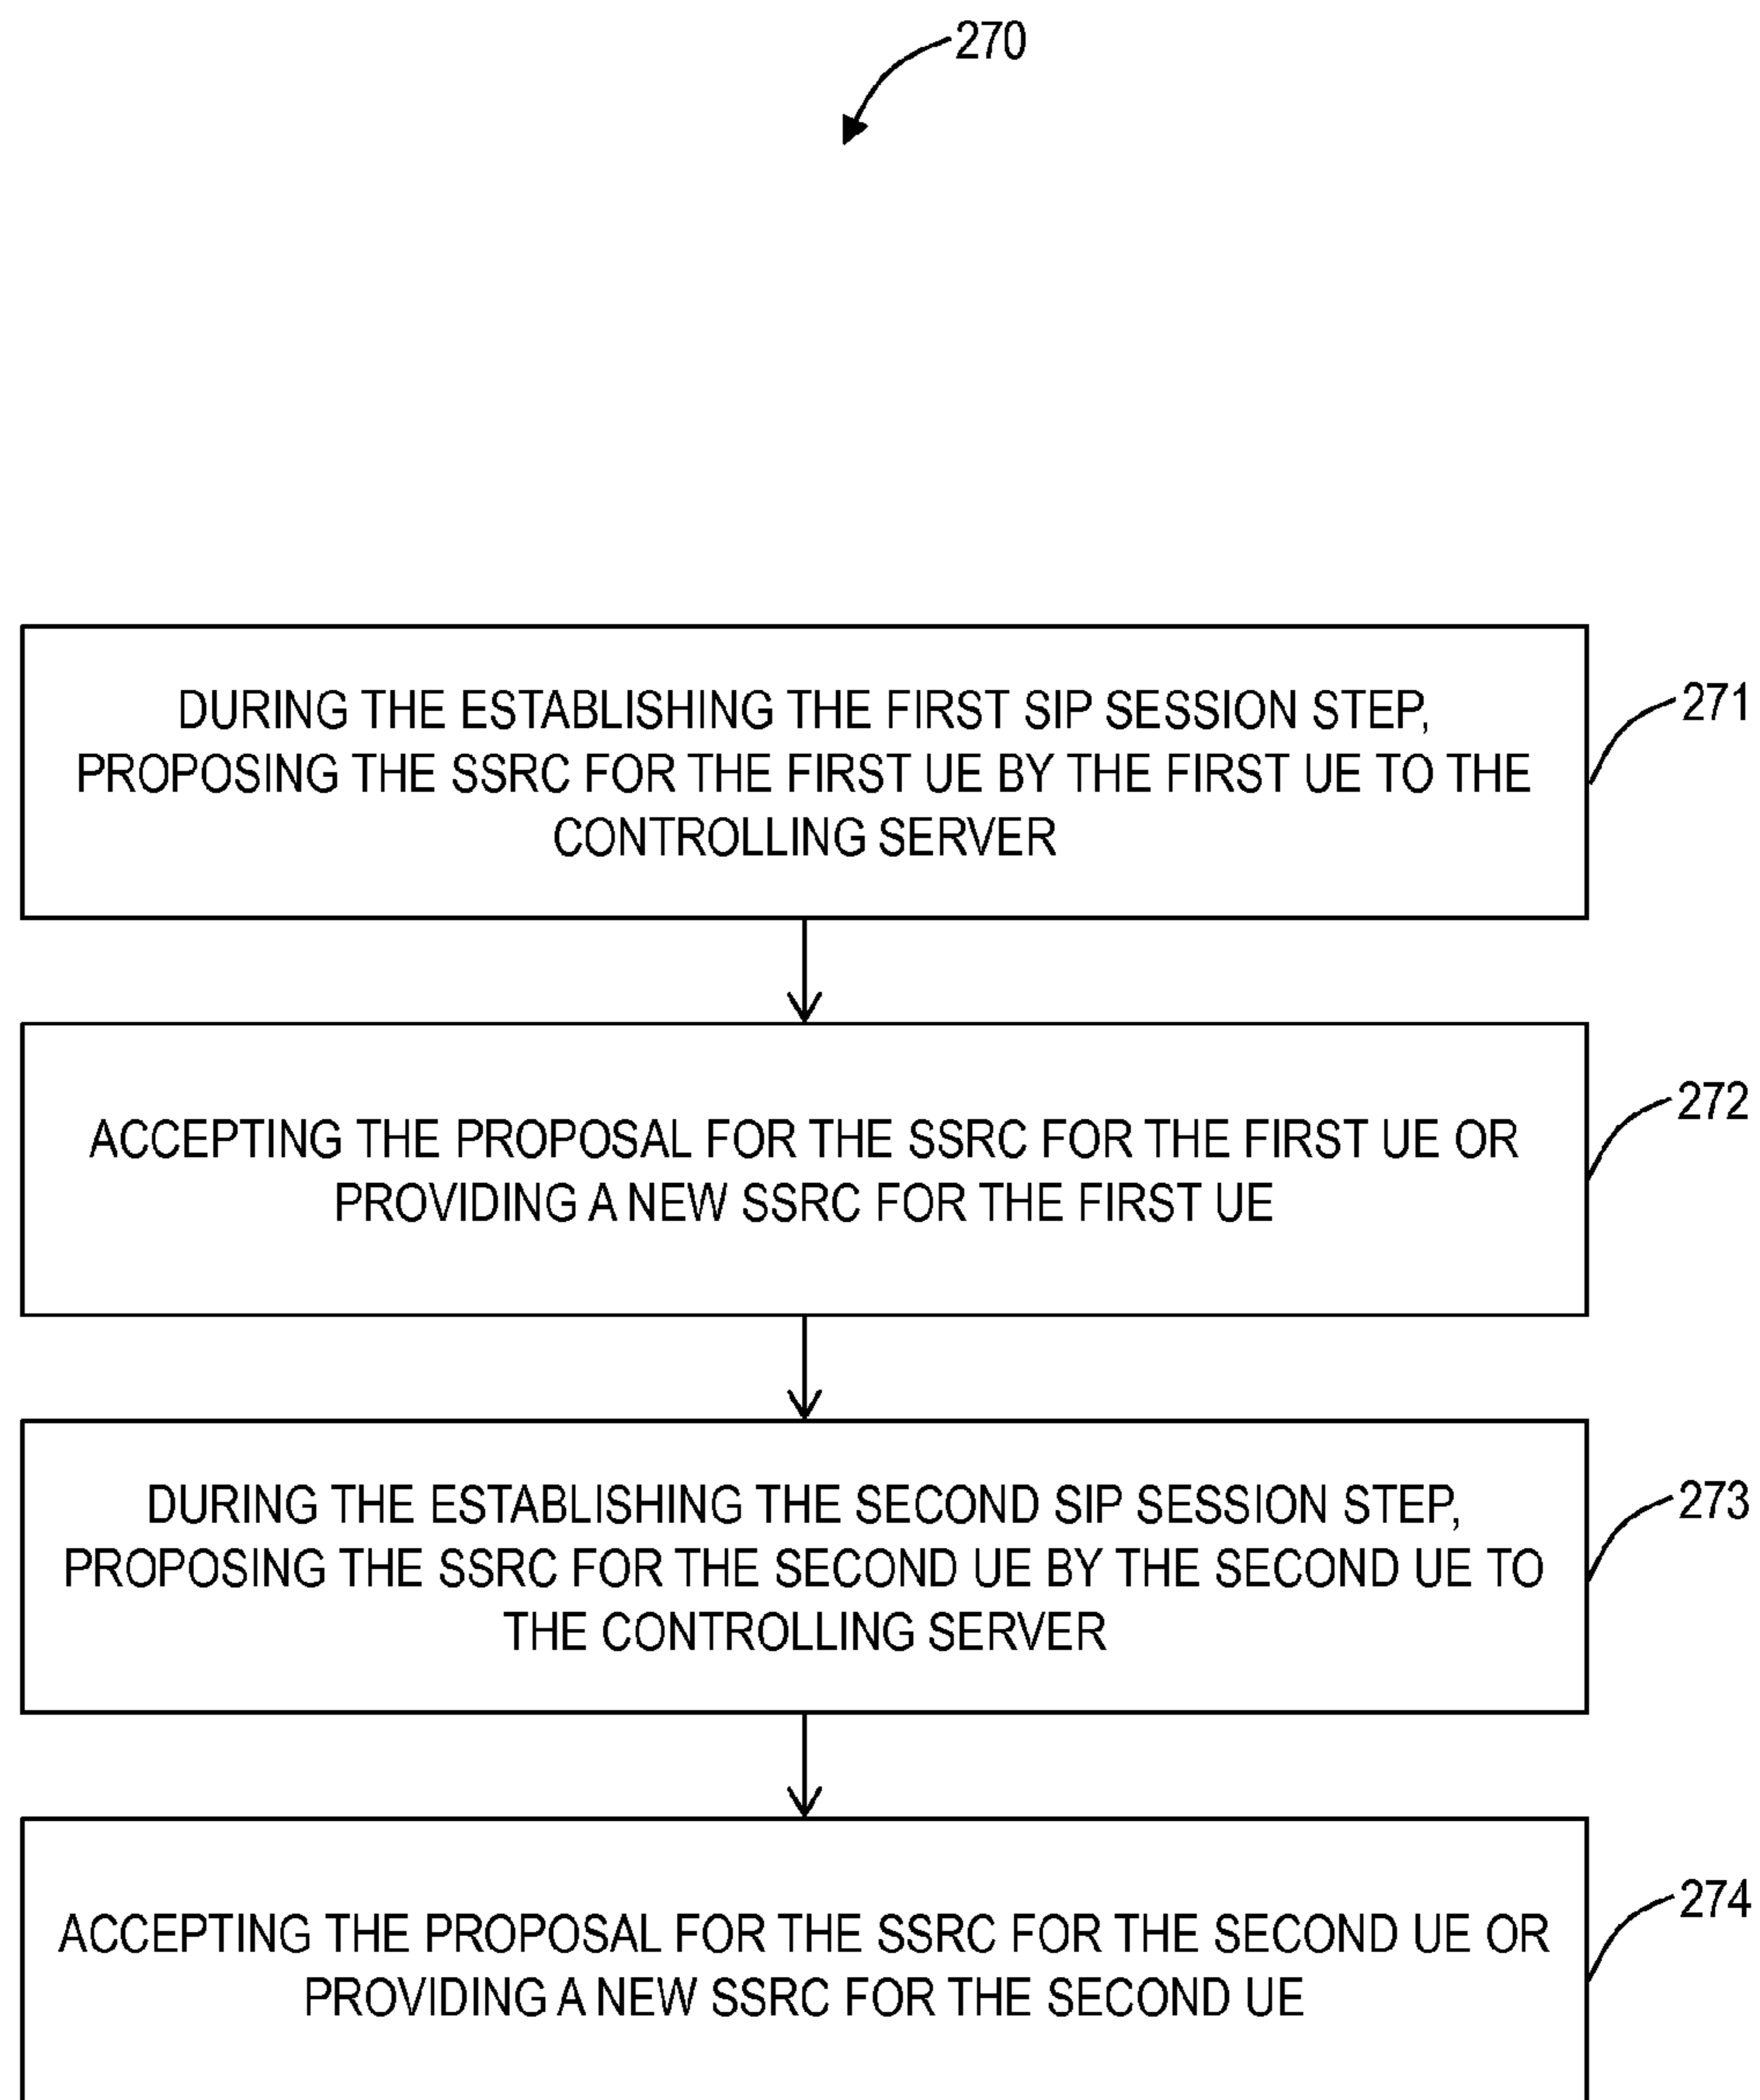 270
DURING THE ESTABLISHING THE FIRST SIP SESSION STEP,
PROPOSING THE SSRC FOR THE FIRST UE BY THE FIRST UE TO THE
CONTROLLING SERVER
271
ACCEPTING THE PROPOSAL FOR THE SSRC FOR THE FIRST UE OR
PROVIDING A NEW SSRC FOR THE FIRST UE
272
DURING THE ESTABLISHING THE SECOND SIP SESSION STEP,
PROPOSING THE SSRC FOR THE SECOND UE BY THE SECOND UE TO
THE CONTROLLING SERVER
273
ACCEPTING THE PROPOSAL FOR THE SSRC FOR THE SECOND UE OR
PROVIDING A NEW SSRC FOR THE SECOND UE
274